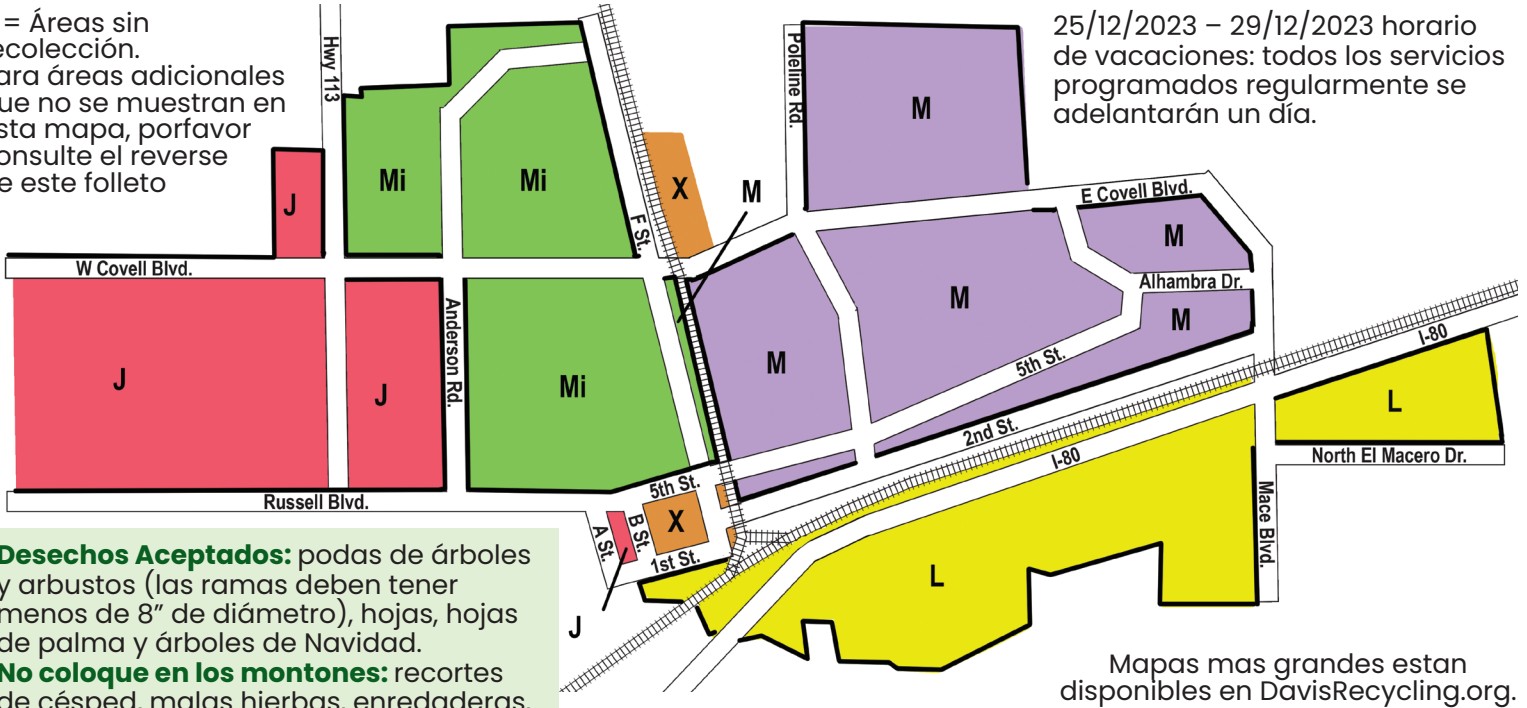 = Áreas sin
ecolección.
ara áreas adicionales
ue no se muestran en
sta mapa, porfavor
onsulte el reverse
e este folleto
25/12/2023 – 29/12/2023 horario
de vacaciones: todos los servicios
programados regularmente se
adelantarán un día.
Hwy 113
Poleline Rd.
M
Mi
Mi
X
M
J
F St.
E Covell Blvd.
M
W Covell Blvd.
Alhambra Dr.
Anderson Rd.
M
M
J
J
Mi
M
5th St.
I-80
L
2nd St.
I-80
North El Macero Dr.
Russell Blvd.
5th St.
X
A St.
B St.
1st St.
Mace Blvd.
L
J
Desechos Aceptados: podas de árboles
y arbustos (las ramas deben tener
menos de 8” de diámetro), hojas, hojas
de palma y árboles de Navidad.
No coloque en los montones: recortes
de césped, malas hierbas, enredaderas,
Mapas mas grandes estan
disponibles en DavisRecycling.org.